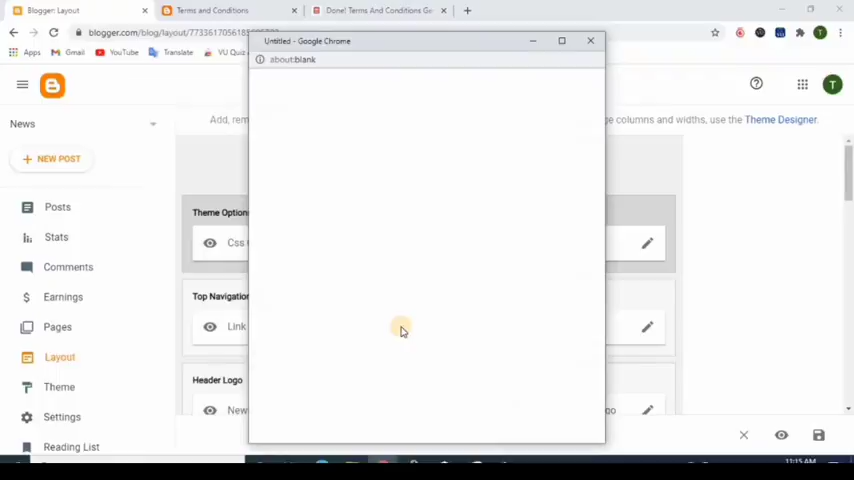 Blogger: Layout
Terms and Conditions
Done! Terms And Conditions Ge
blogger.com/blog/layout/
Apps
Gmail
YouTube
Translate
VU Quiz
Untitled - Google Chrome
about:blank
T
T
News
NEW POST
Add, rem
ge columns and widths, use the Theme Designer.
Posts
Stats
Comments
Earnings
Pages
Layout
Theme
Settings
Reading List
Theme Option
Css
Top Navigation
Link
Header Logo
New
go
11:15 AM